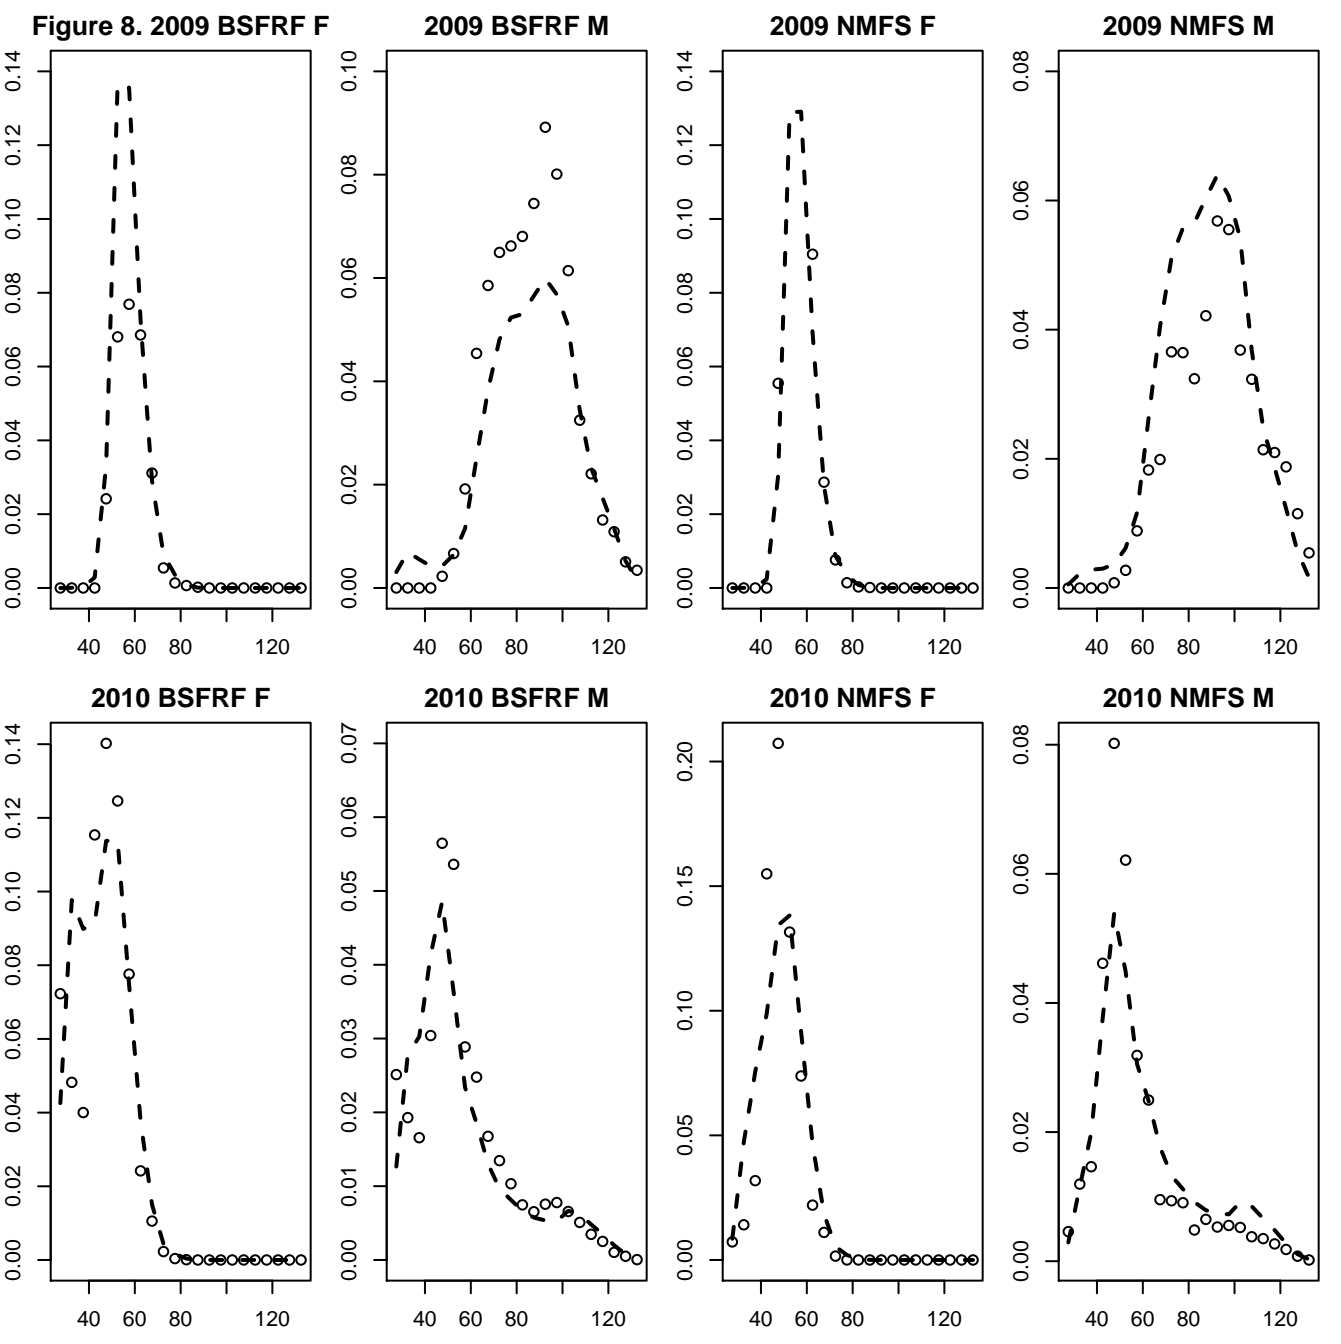 Figure 8. 2009 BSFRF F
2009 BSFRF M
2009 NMFS F
2009 NMFS M
0.00 0.02 0.04 0.06 0.08 0.10 0.12 0.14
0.00 0.02 0.04 0.06 0.08 0.10
0.00 0.02 0.04 0.06 0.08 0.10 0.12 0.14
0.00 0.02 0.04 0.06 0.08
40 60 80 120
40 60 80 120
40 60 80 120
40 60 80 120
2010 BSFRF F
2010 BSFRF M
2010 NMFS F
2010 NMFS M
0.00 0.02 0.04 0.06 0.08 0.10 0.12 0.14
0.00 0.01 0.02 0.03 0.04 0.05 0.06 0.07
0.00 0.05 0.10 0.15 0.20
0.00 0.02 0.04 0.06 0.08
40 60 80 120
40 60 80 120
40 60 80 120
40 60 80 120